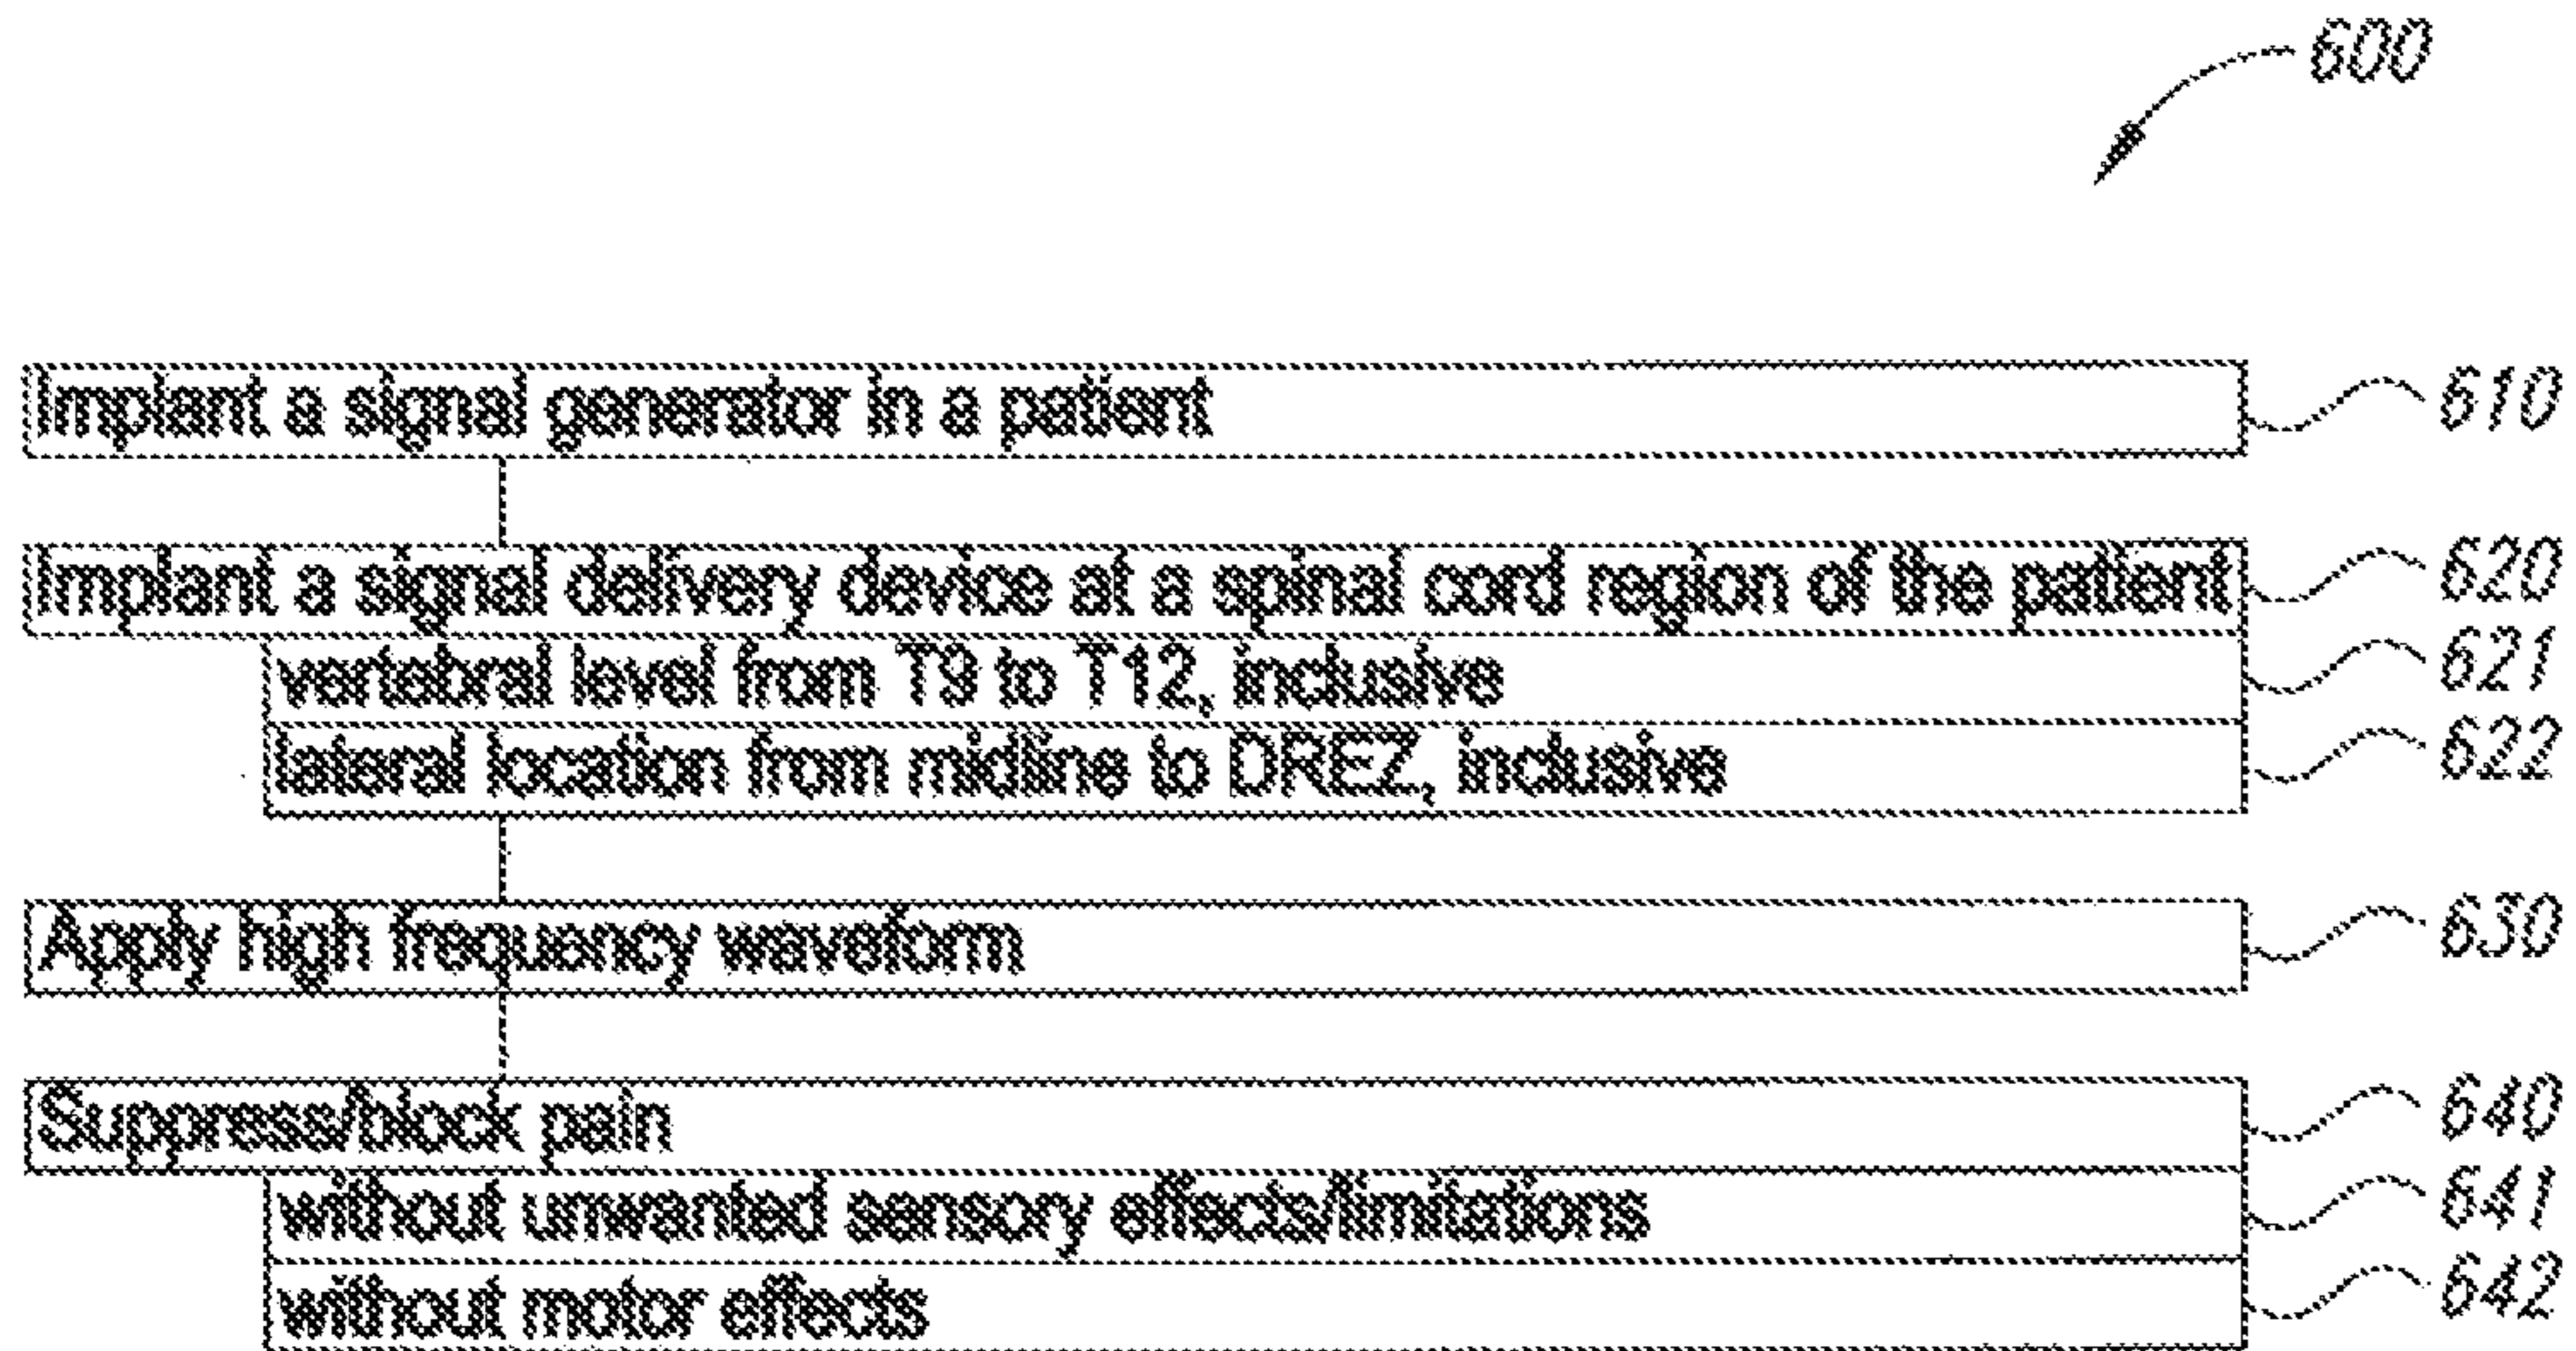 600
Implant a signal generator in a patient 610
Implant a signal delivery device at a spinal cord region of the patient 620
vertebral level from T9 to T12, inclusive 621
lateral location from midline to DREZ, inclusive 622
Apply high frequency waveform 630
Suppress/block pain 640
without unwanted sensory effects/limitations 641
without motor effects 642